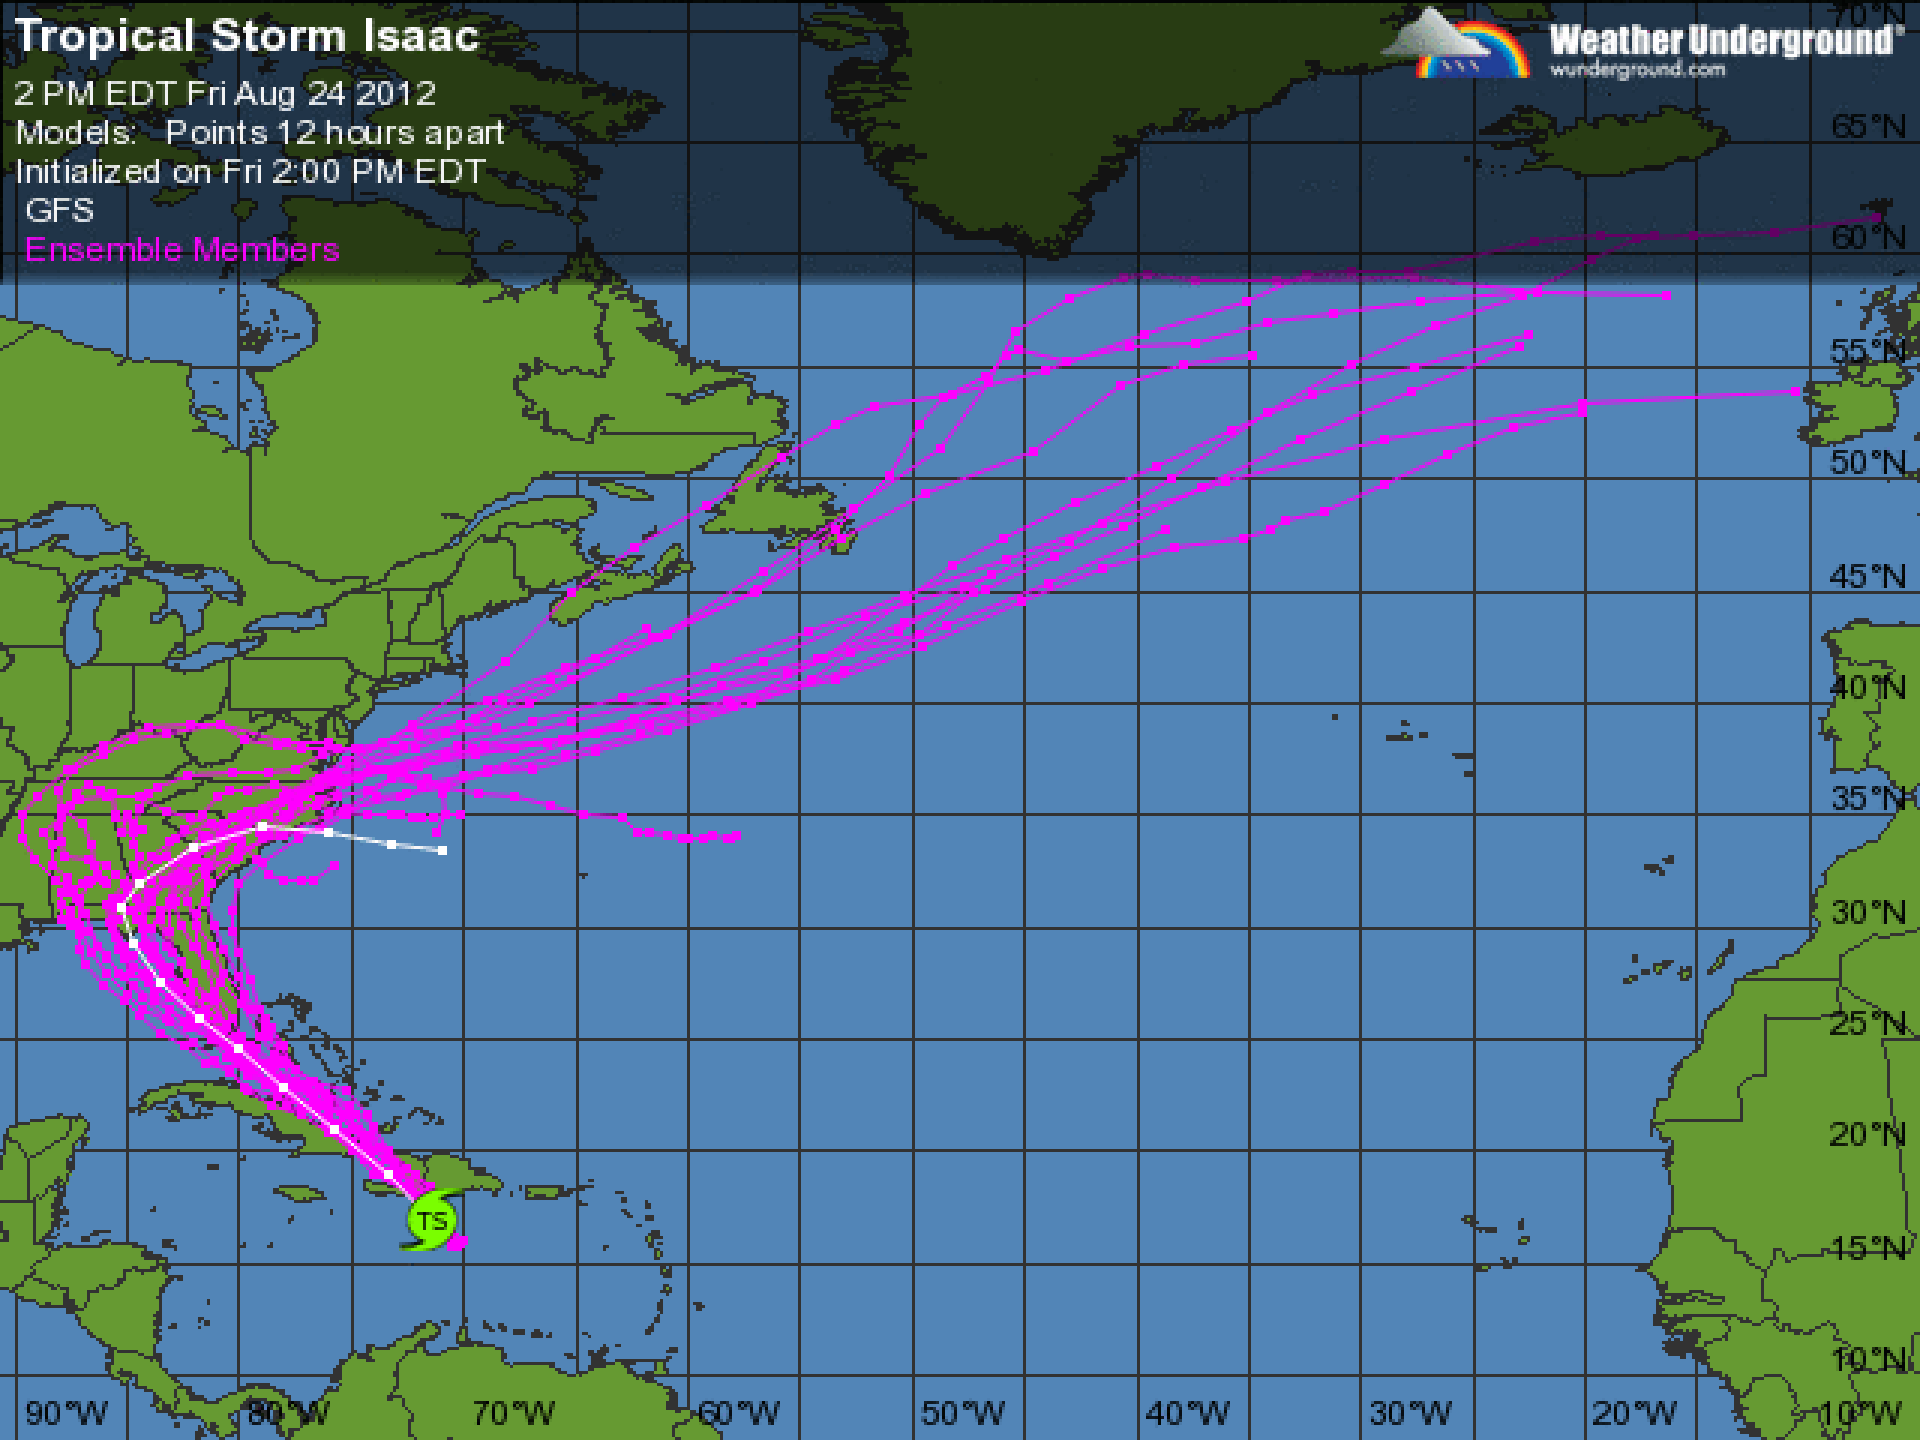 Tropical Storm Isaac
2 PM EDT Fri Aug 24 2012
Models: Points 12 hours apart
Initialized on Fri 2:00 PM EDT
GFS
Ensemble Members
Weather Underground®
wunderground.com
70°N
65°N
60°N
55°N
50°N
45°N
40°N
35°N
30°N
25°N
20°N
15°N
10°N
TS
90°W 80°W 70°W 60°W 50°W 40°W 30°W 20°W 10°W